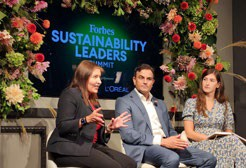 Forbes
SUSTAINABILITY
LEADERS
SUMMIT
L'ORÉAL